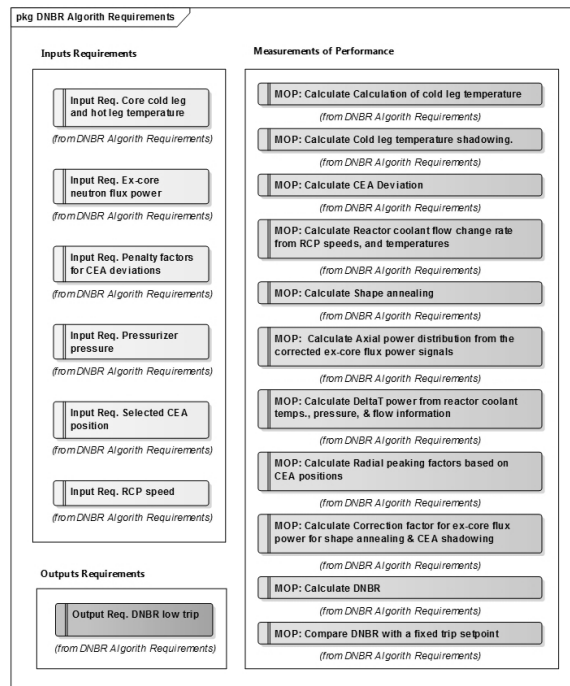 pkg DNBR Algorith Requirements
Inputs Requirements
Input Req. Core cold leg
and hot leg temperature
(from DNBR Algorith Requirements)
Input Req. Ex-core
neutron flux power
(from DNBR Algorith Requirements)
Input Req. Penalty factors
for CEA deviations
(from DNBR Algorith Requirements)
Input Req. Pressurizer
pressure
(from DNBR Algorith Requirements)
Input Req. Selected CEA
position
(from DNBR Algorith Requirements)
Input Req. RCP speed
(from DNBR Algorith Requirements)
Outputs Requirements
Output Req. DNBR low trip
(from DNBR Algorith Requirements)
Measurements of Performance
MOP: Calculate Calculation of cold leg temperature
(from DNBR Algorith Requirements)
MOP: Calculate Cold leg temperature shadowing.
(from DNBR Algorith Requirements)
MOP: Calculate CEA Deviation
(from DNBR Algorith Requirements)
MOP: Calculate Reactor coolant flow change rate
from RCP speeds, and temperatures
(from DNBR Algorith Requirements)
MOP: Calculate Shape annealing
(from DNBR Algorith Requirements)
MOP: Calculate Axial power distribution from the
corrected ex-core flux power signals
(from DNBR Algorith Requirements)
MOP: Calculate DeltaT power from reactor coolant
temps., pressure, & flow information
(from DNBR Algorith Requirements)
MOP: Calculate Radial peaking factors based on
CEA positions
(from DNBR Algorith Requirements)
MOP: Calculate Correction factor for ex-core flux
power for shape annealing & CEA shadowing
(from DNBR Algorith Requirements)
MOP: Calculate DNBR
(from DNBR Algorith Requirements)
MOP: Compare DNBR with a fixed trip setpoint
(from DNBR Algorith Requirements)